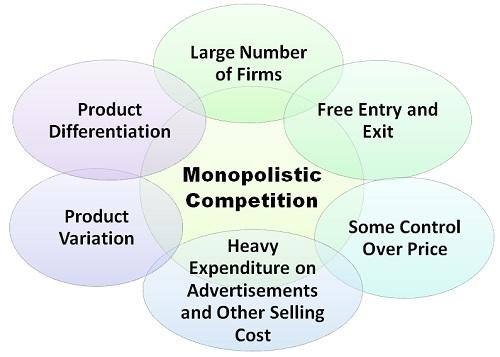 Large Number
of Firms
Product
Differentiation
Free Entry and
Exit
Monopolistic
Competition
Product
Variation
Some Control
Over Price
Heavy
Expenditure on
Advertisements
and Other Selling
Cost